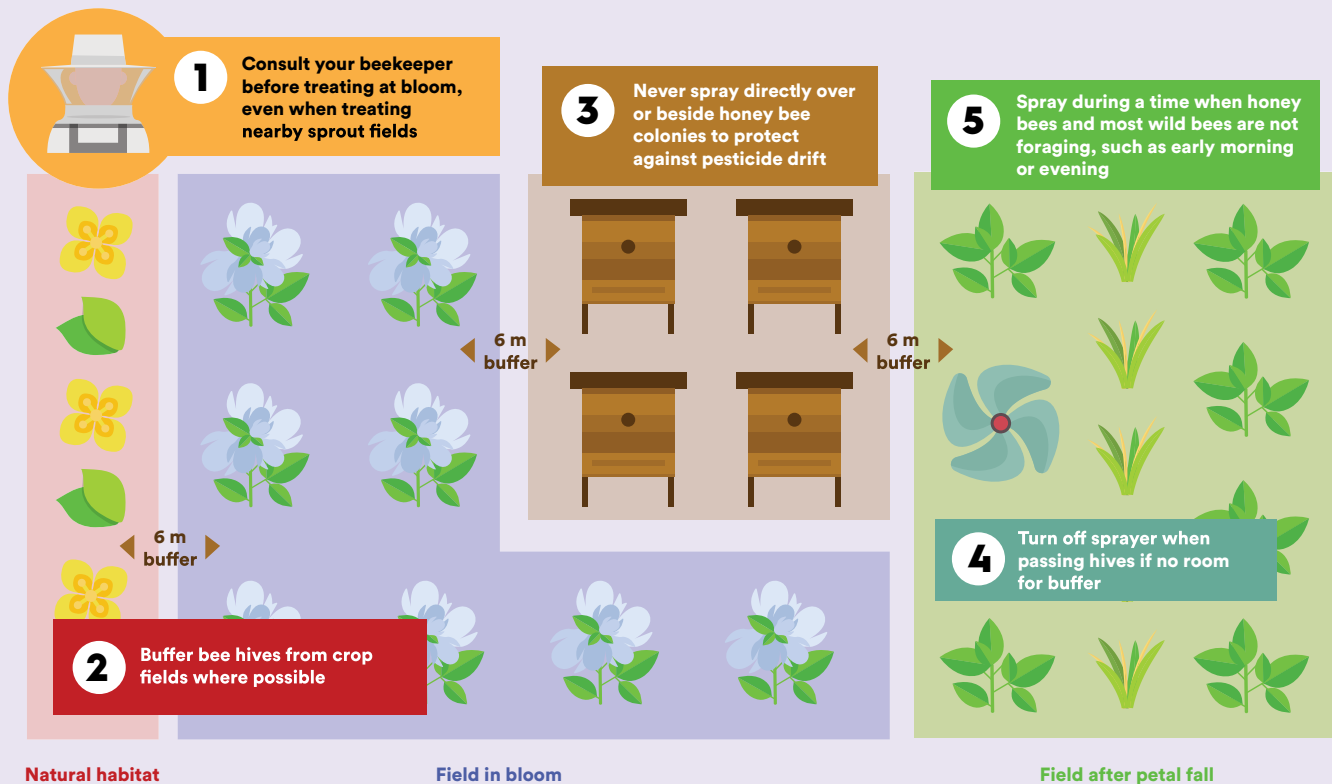 1
Consult your beekeeper
before treating at bloom,
even when treating
nearby sprout fields
3
Never spray directly over
or beside honey bee
colonies to protect
against pesticide drift
5
Spray during a time when honey
bees and most wild bees are not
foraging, such as early morning
or evening
6 m
buffer
6 m
buffer
6 m
buffer
4
Turn off sprayer when
passing hives if no room
for buffer
2
Buffer bee hives from crop
fields where possible
Natural habitat
Field in bloom
Field after petal fall